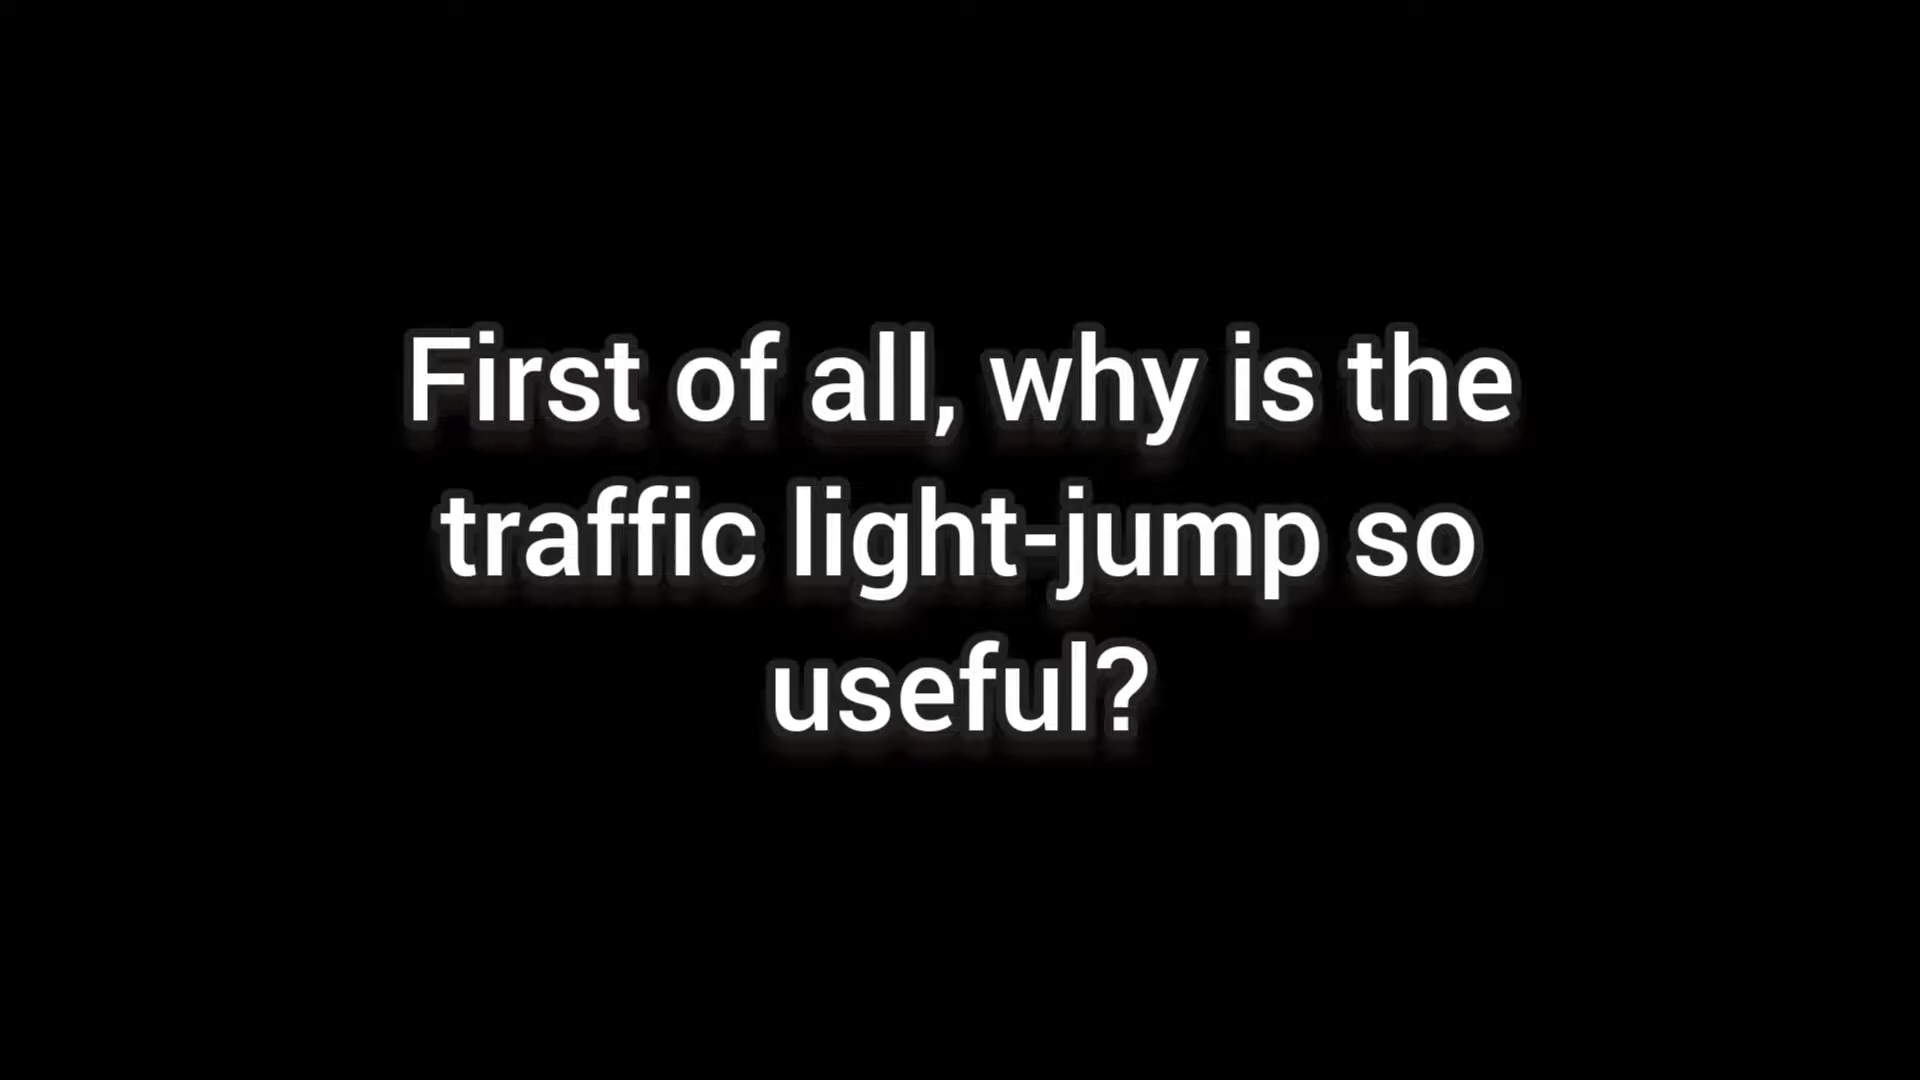 First of all, why is the
traffic light-jump so
useful?